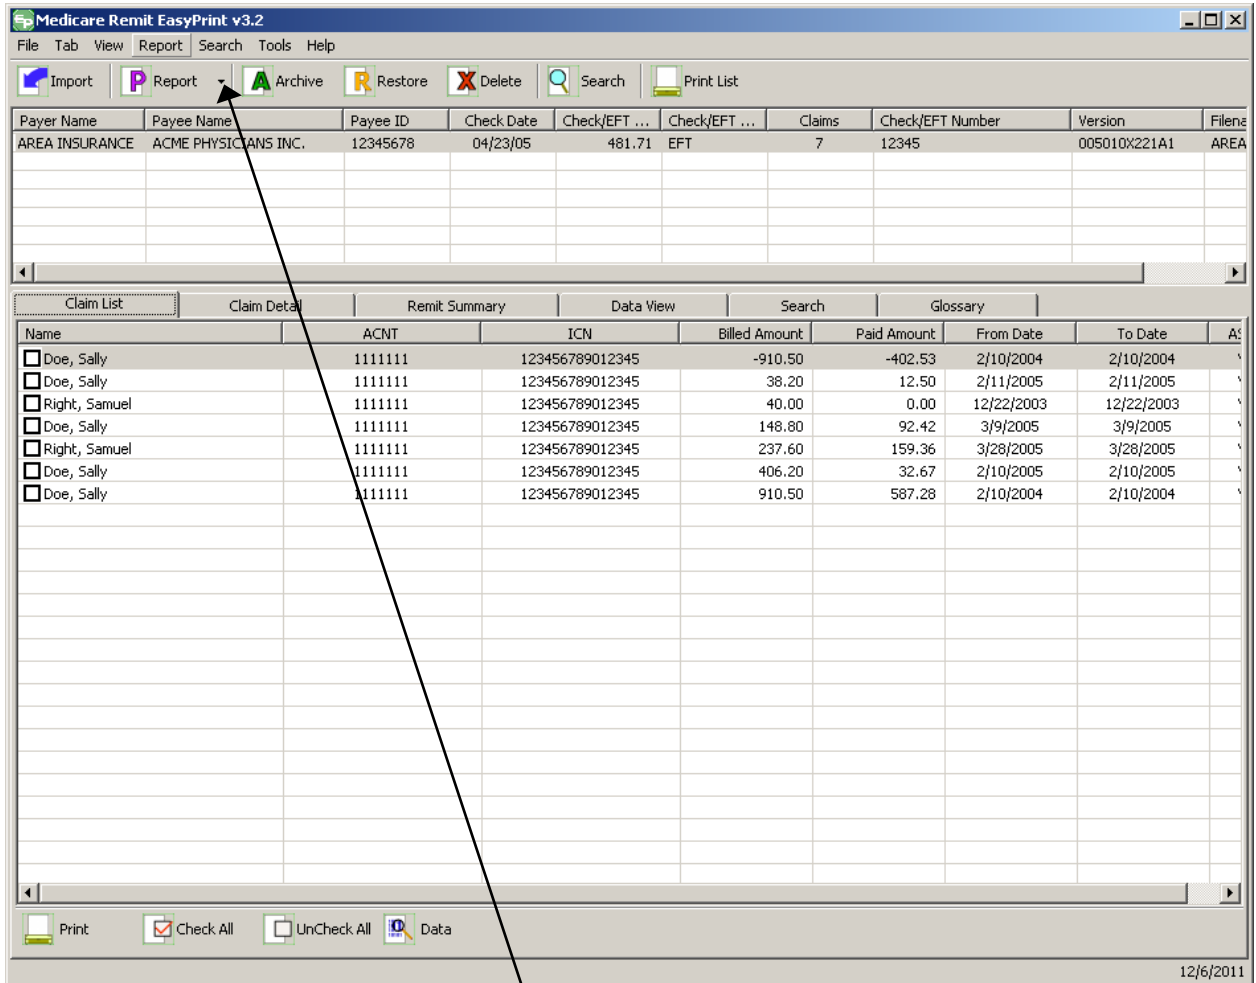 Medicare Remit EasyPrint v3.2
File Tab View Report Search Tools Help
Import P Report A Archive R Restore X Delete Search Print List
Payer Name Payee Name Payee ID Check Date Check/EFT ... Check/EFT ... Claims Check/EFT Number Version Filena
AREA INSURANCE ACME PHYSICIANS INC. 12345678 04/23/05 481.71 EFT 7 12345 005010X221A1 AREA
Claim List Claim Detail Remit Summary Data View Search Glossary
Name ACNT ICN Billed Amount Paid Amount From Date To Date AS
Doe, Sally 1111111 123456789012345 -910.50 -402.53 2/10/2004 2/10/2004
Doe, Sally 1111111 123456789012345 38.20 12.50 2/11/2005 2/11/2005
Right, Samuel 1111111 123456789012345 40.00 0.00 12/22/2003 12/22/2003
Doe, Sally 1111111 123456789012345 148.80 92.42 3/9/2005 3/9/2005
Right, Samuel 1111111 123456789012345 237.60 159.36 3/28/2005 3/28/2005
Doe, Sally 1111111 123456789012345 406.20 32.67 2/10/2005 2/10/2005
Doe, Sally 1111111 123456789012345 910.50 587.28 2/10/2004 2/10/2004
Print Check All UnCheck All Data
12/6/2011